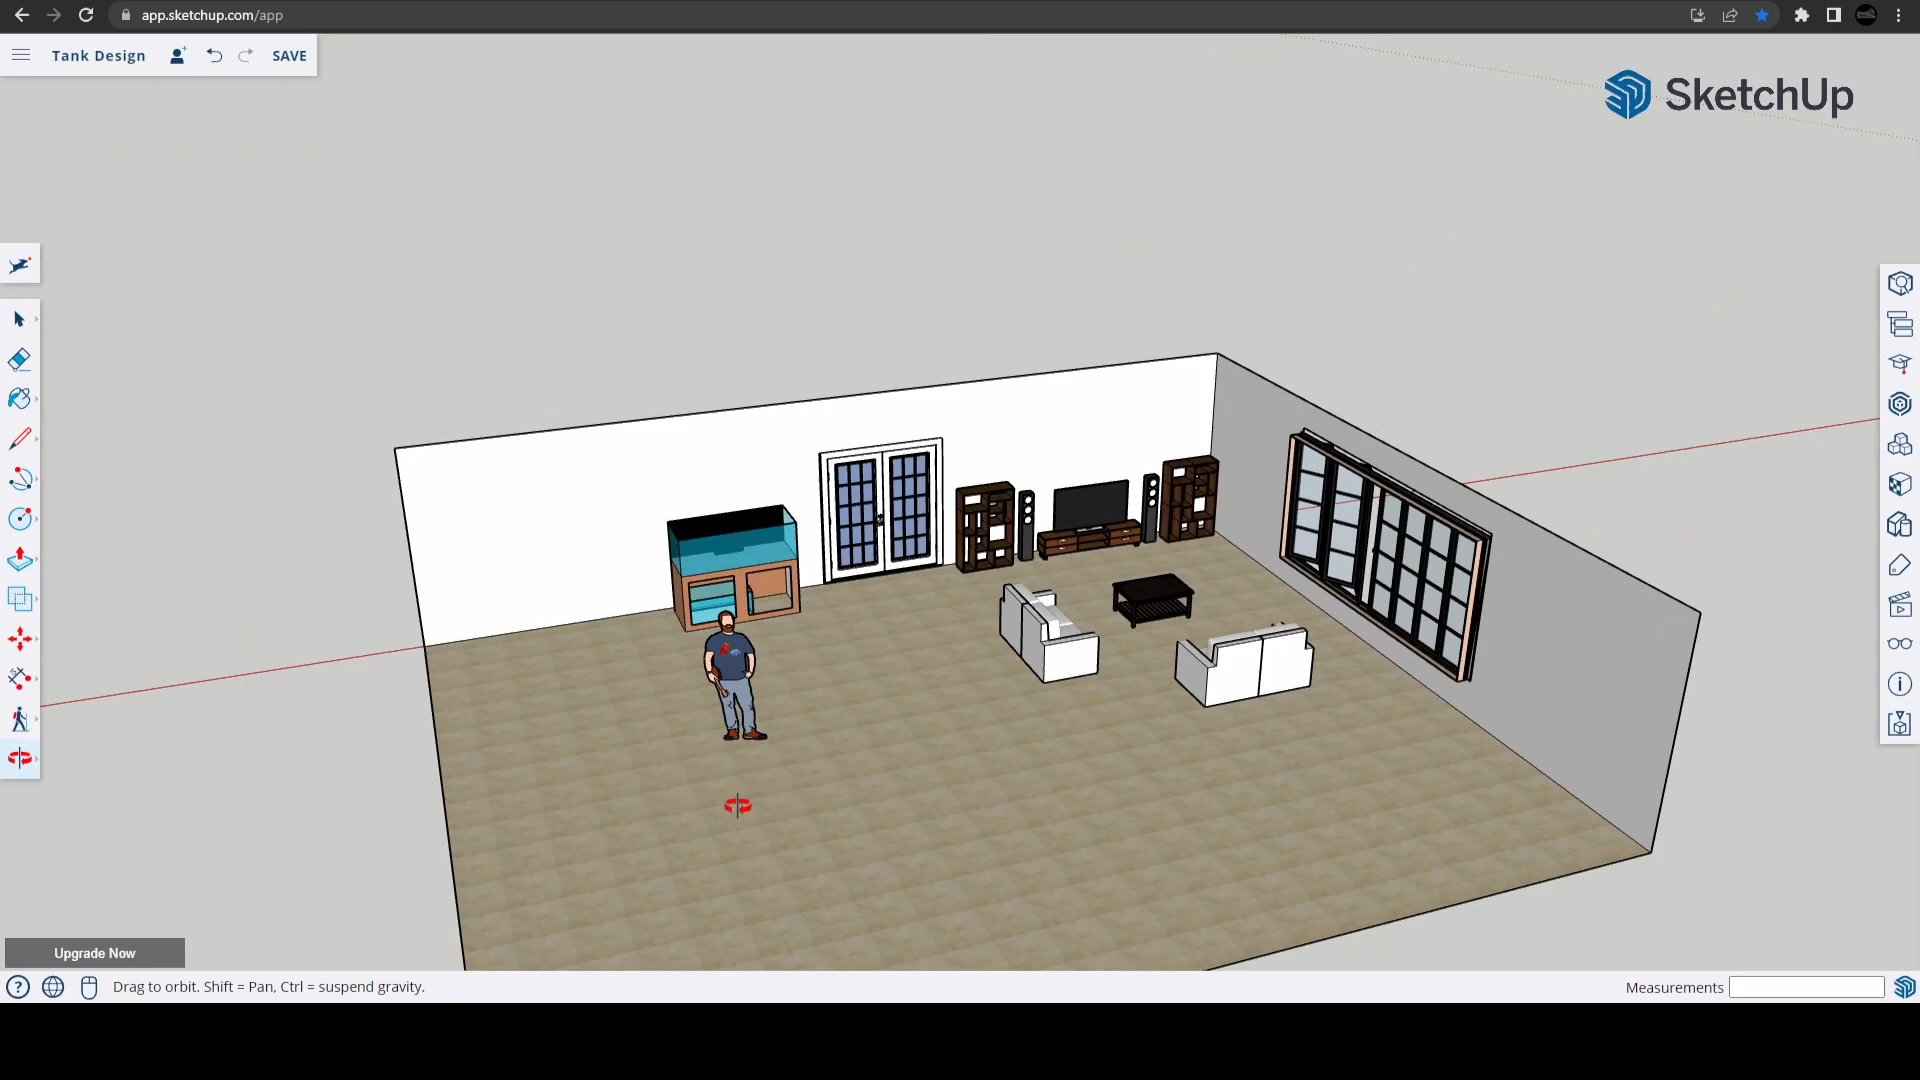 app.sketchup.com/app
Tank Design
SAVE
SketchUp
Upgrade Now
Drag to orbit. Shift = Pan, Ctrl = suspend gravity.
Measurements